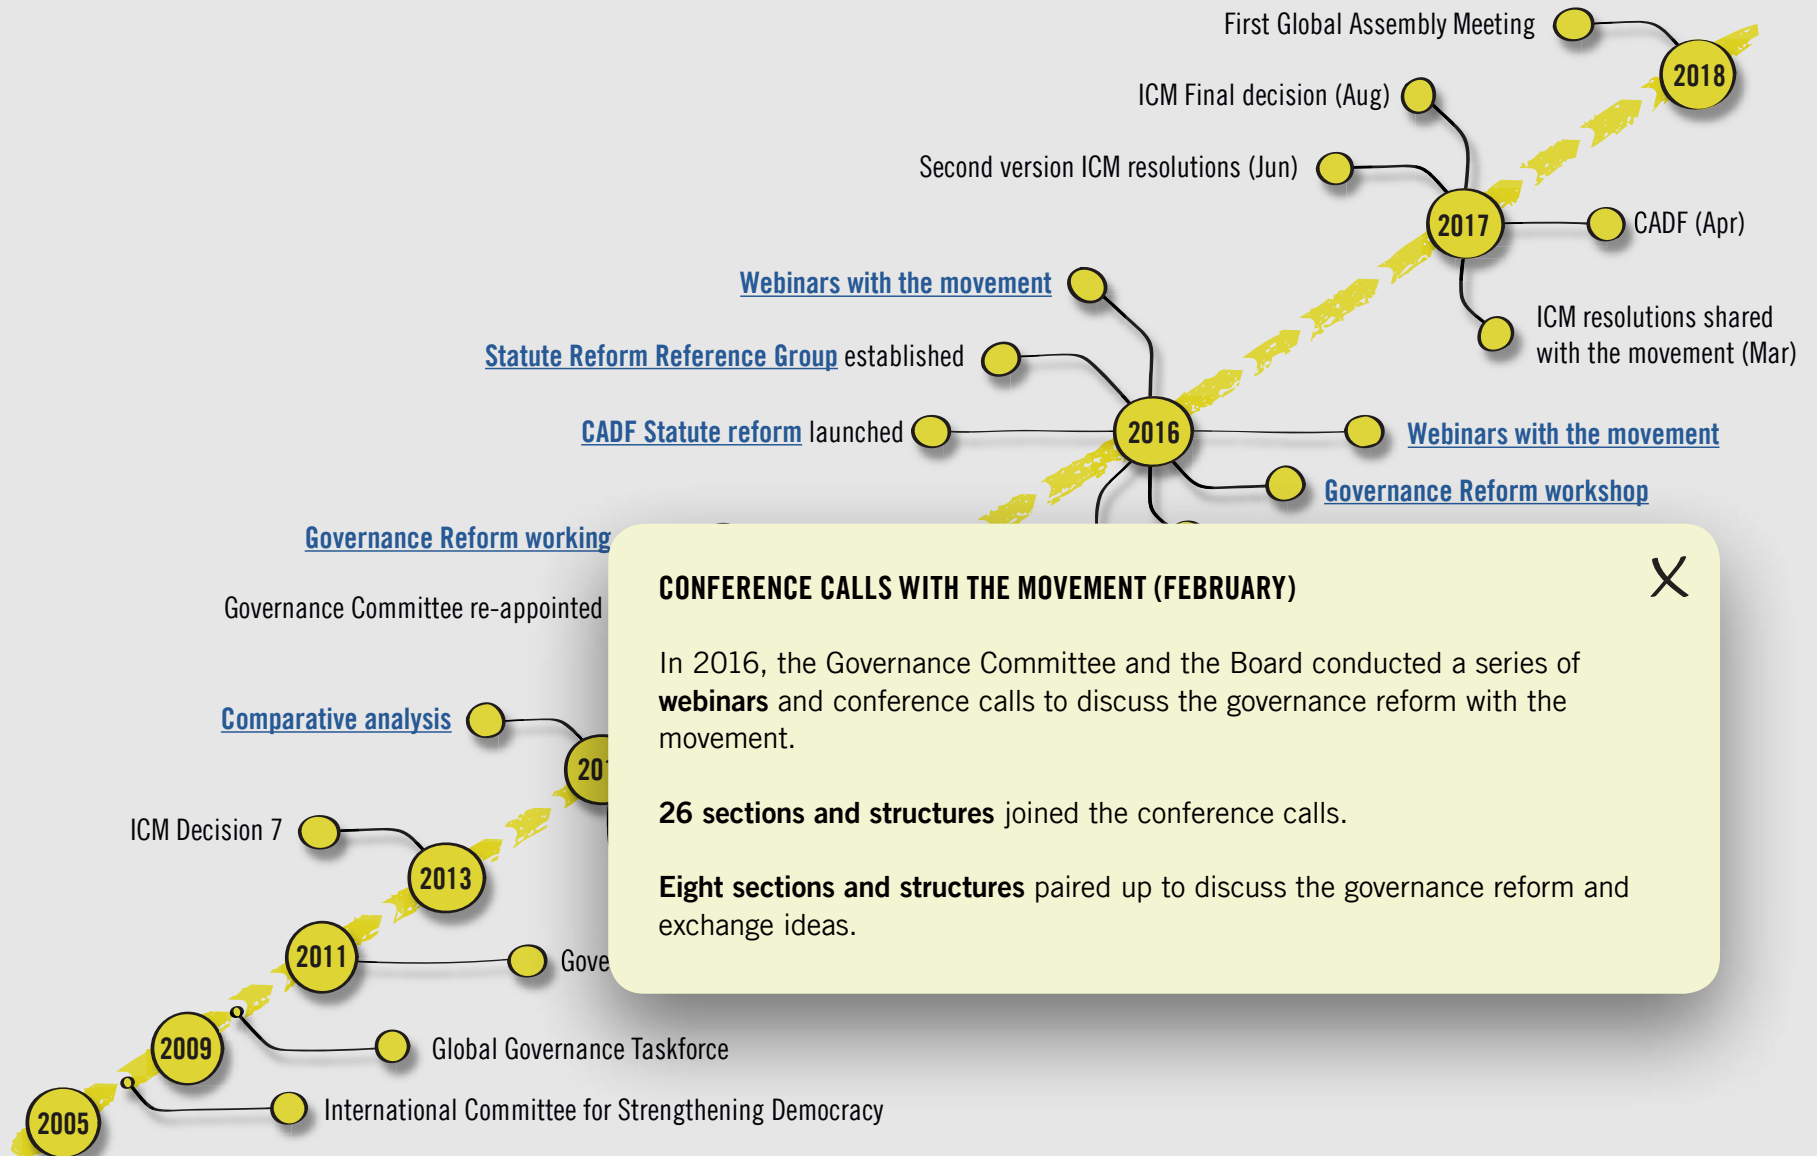 First Global Assembly Meeting
2018
ICM Final decision (Aug)
Second version ICM resolutions (Jun)
2017
CADF (Apr)
Webinars with the movement
ICM resolutions shared
with the movement (Mar)
Statute Reform Reference Group established
CADF Statute reform launched
2016
Webinars with the movement
Governance Reform workshop
Governance Reform working
CONFERENCE CALLS WITH THE MOVEMENT (FEBRUARY)
Governance Committee re-appointed
In 2016, the Governance Committee and the Board conducted a series of
webinars and conference calls to discuss the governance reform with the
movement.
Comparative analysis
26 sections and structures joined the conference calls.
ICM Decision 7
2013
Eight sections and structures paired up to discuss the governance reform and
exchange ideas.
2011
2009
Global Governance Taskforce
2005
International Committee for Strengthening Democracy